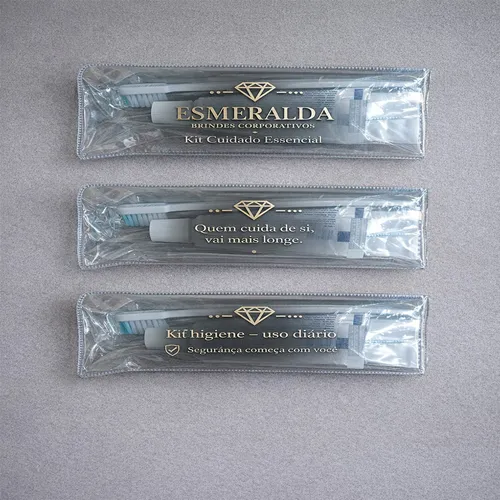 ESMERALDA
BRINDES CORPORATIVOS
Kit Cuidado Essencial
Quem cuida de si,
vai mais longe.
Kit higiene – uso diário
Seguránça começa com você